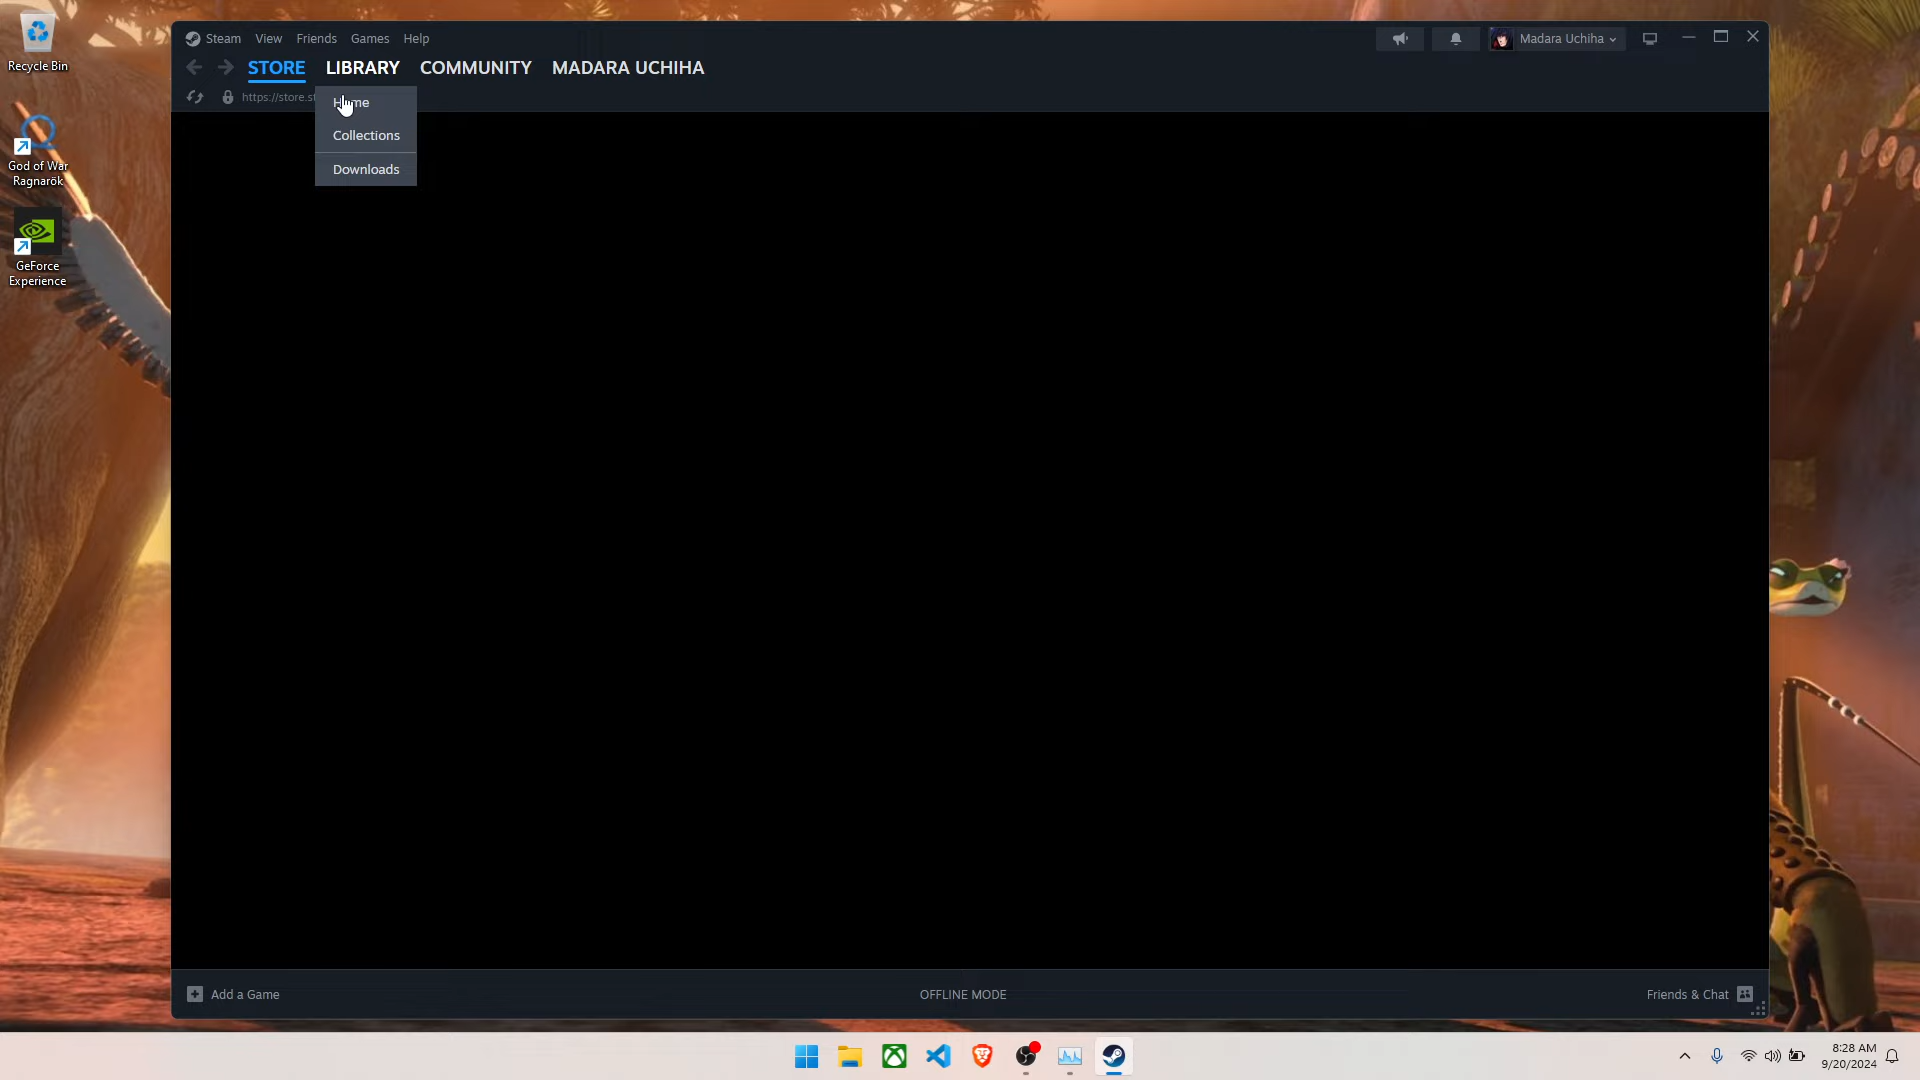 Recycle Bin
God of War
Ragnarök
GeForce
Experience
Steam View Friends Games Help
Madara Uchiha
STORE LIBRARY COMMUNITY MADARA UCHIHA
https://store.st
Home
Collections
Downloads
Add a Game
OFFLINE MODE
Friends & Chat
8:28 AM
9/20/2024